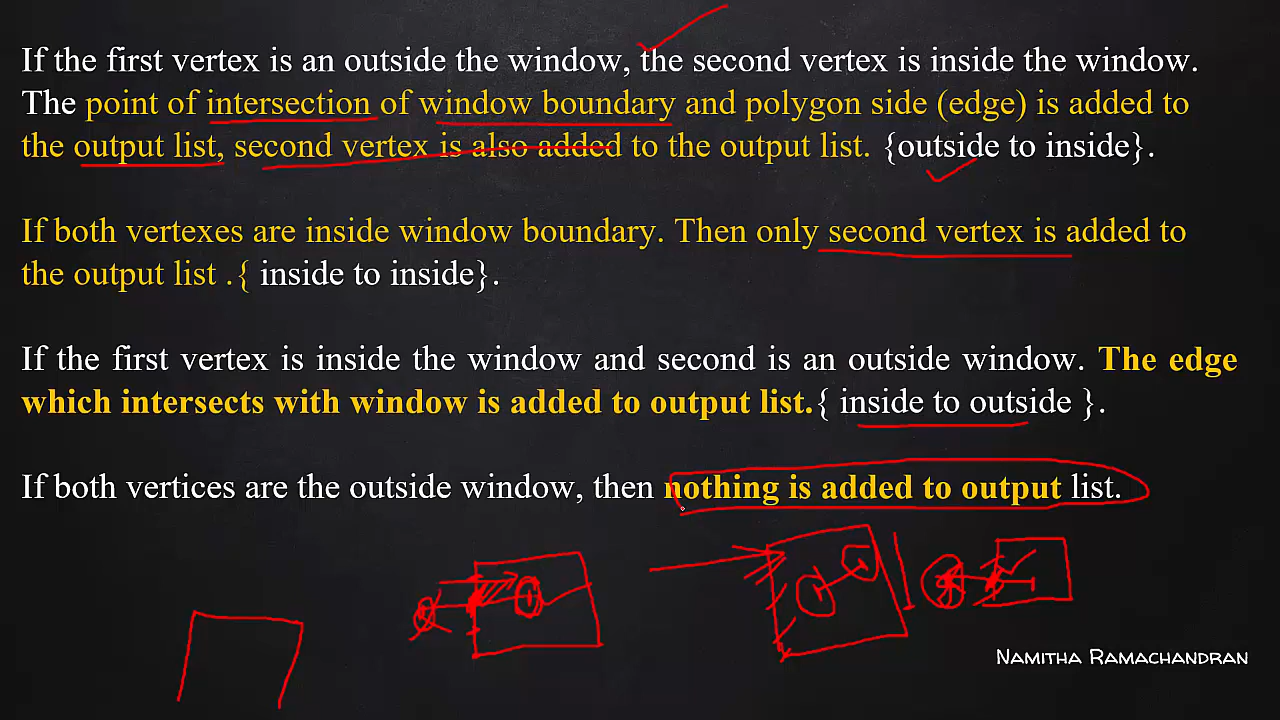 If the first vertex is an outside the window, the second vertex is inside the window.
The point of intersection of window boundary and polygon side (edge) is added to
the output list, second vertex is also added to the output list. {outside to inside}.
If both vertexes are inside window boundary. Then only second vertex is added to
the output list .{ inside to inside}.
If the first vertex is inside the window and second is an outside window. The edge
which intersects with window is added to output list.{ inside to outside }.
If both vertices are the outside window, then nothing is added to output list.
Namitha Ramachandran